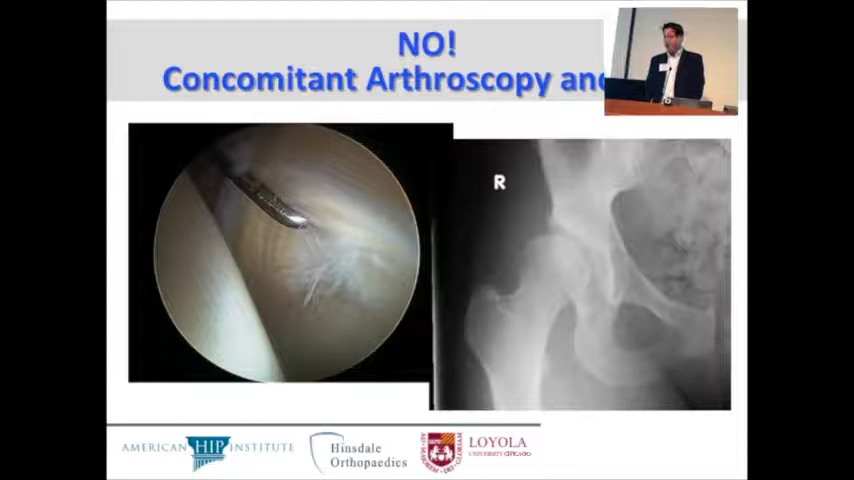 NO!
Concomitant Arthroscopy and
R
AMERICAN HIP INSTITUTE
Hinsdale
Orthopaedics
LOYOLA
UNIVERSITY CHICAGO